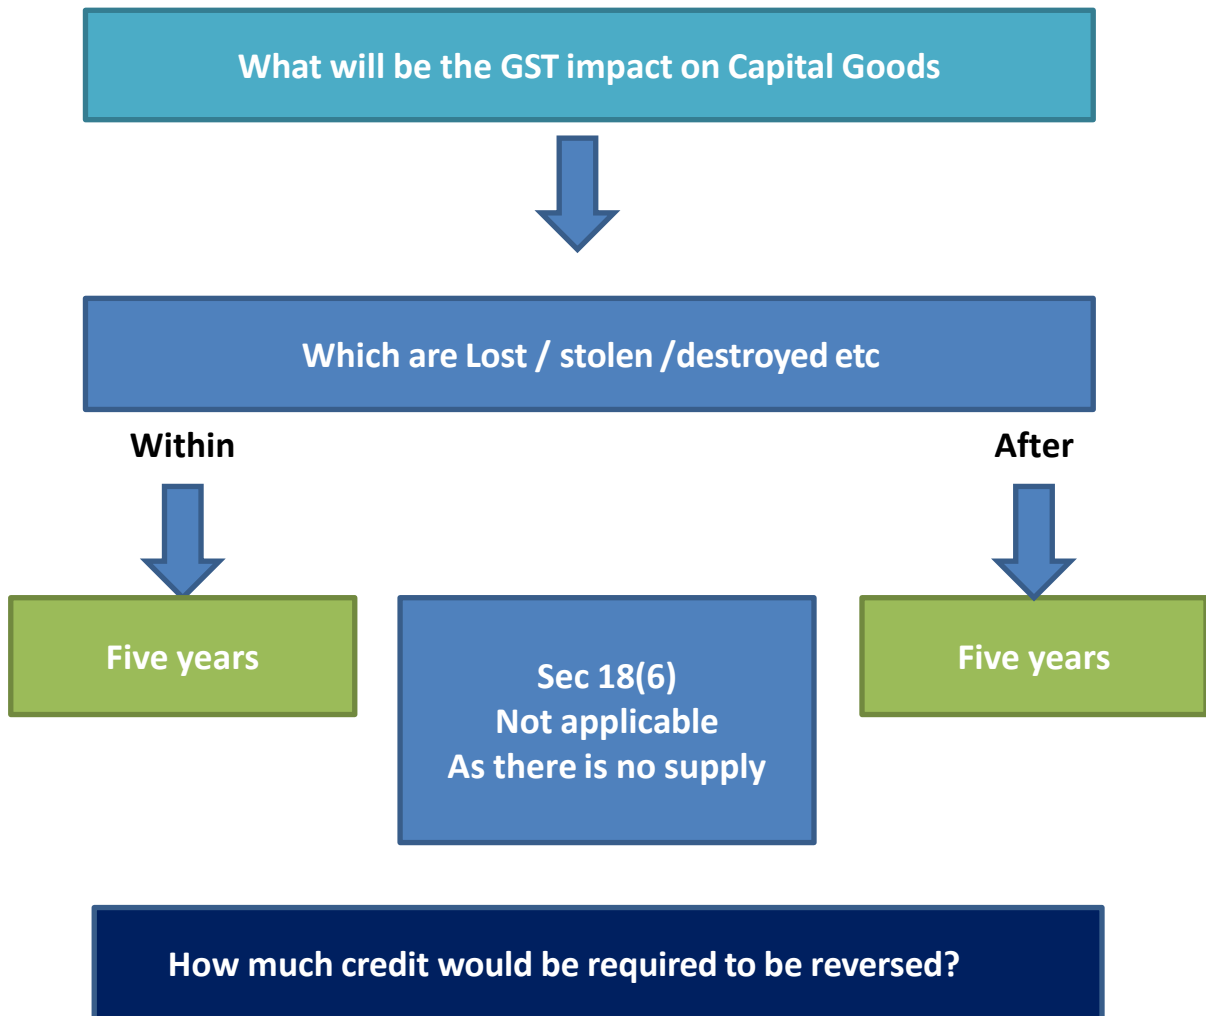 What will be the GST impact on Capital Goods
Which are Lost / stolen /destroyed etc
Within
After
Five years
Sec 18(6)
Not applicable
As there is no supply
Five years
How much credit would be required to be reversed?